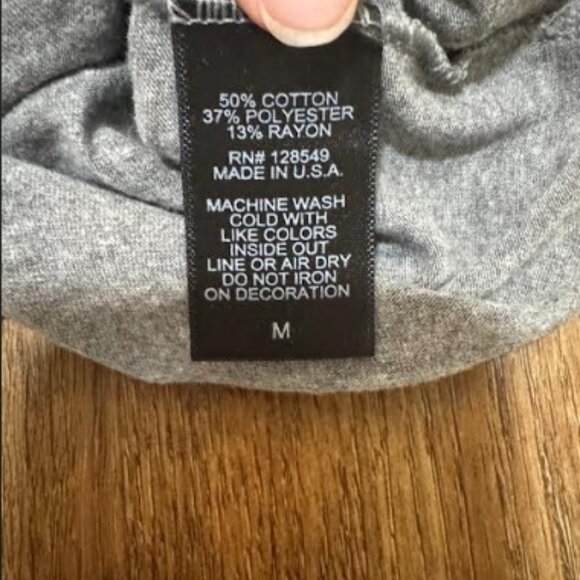 50% COTTON
37% POLYESTER
13% RAYON
RN# 128549
MADE IN U.S.A.
MACHINE WASH
COLD WITH
LIKE COLORS
INSIDE OUT
LINE OR AIR DRY
DO NOT IRON
ON DECORATION
M